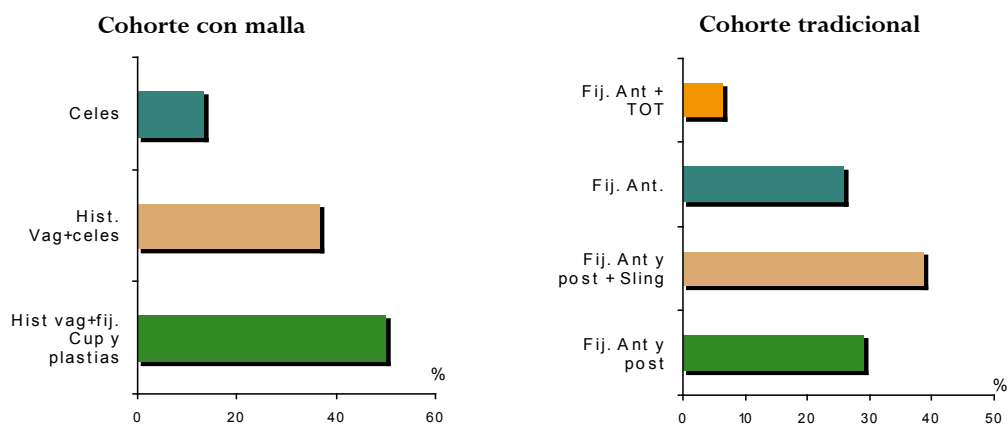 Cohorte con malla
Celes
Hist.
Vag+celes
Hist vag+fij.
Cup y
plastias
%
0 20 40 60
Cohorte tradicional
Fij. Ant +
TOT
Fij. Ant.
Fij. Ant y
post + Sling
Fij. Ant y
post
%
0 10 20 30 40 50